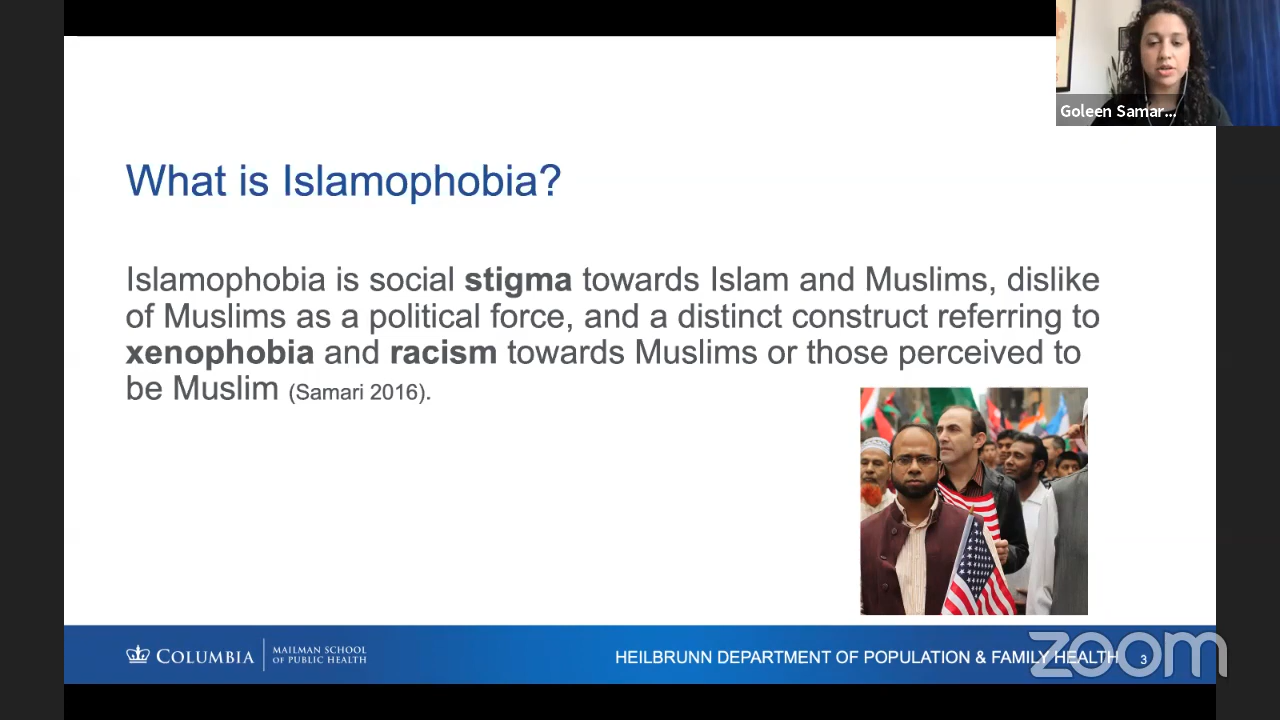 Goleen Samar...
What is Islamophobia?
Islamophobia is social stigma towards Islam and Muslims, dislike
of Muslims as a political force, and a distinct construct referring to
xenophobia and racism towards Muslims or those perceived to
be Muslim (Samari 2016).
COLUMBIA
MAILMAN SCHOOL
OF PUBLIC HEALTH
HEILBRUNN DEPARTMENT OF POPULATION & FAMILY HEALTH
3
zoom